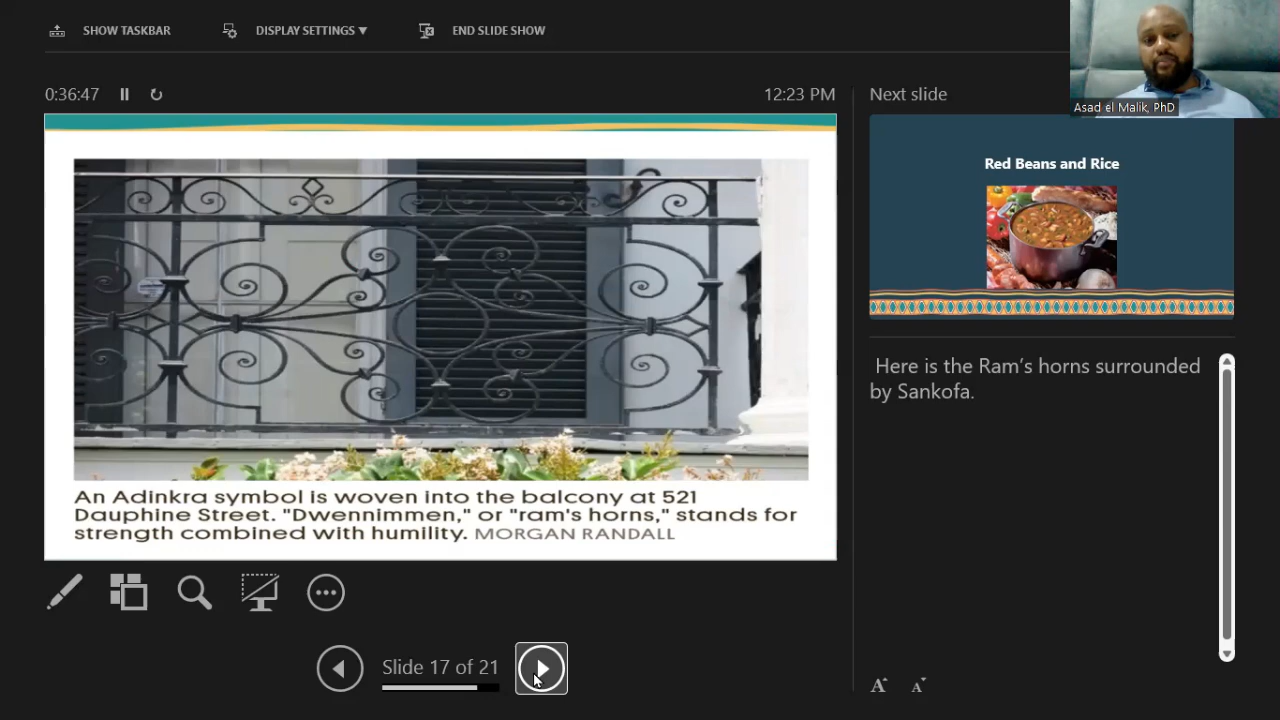 SHOW TASKBAR
DISPLAY SETTINGS ▼
END SLIDE SHOW
Asad el Malik, PhD
0:36:47
12:23 PM
Next slide
Red Beans and Rice
Here is the Ram's horns surrounded
by Sankofa.
An Adinkra symbol is woven into the balcony at 521
Dauphine Street. "Dwennimmen," or "ram's horns," stands for
strength combined with humility. MORGAN RANDALL
Slide 17 of 21
A A